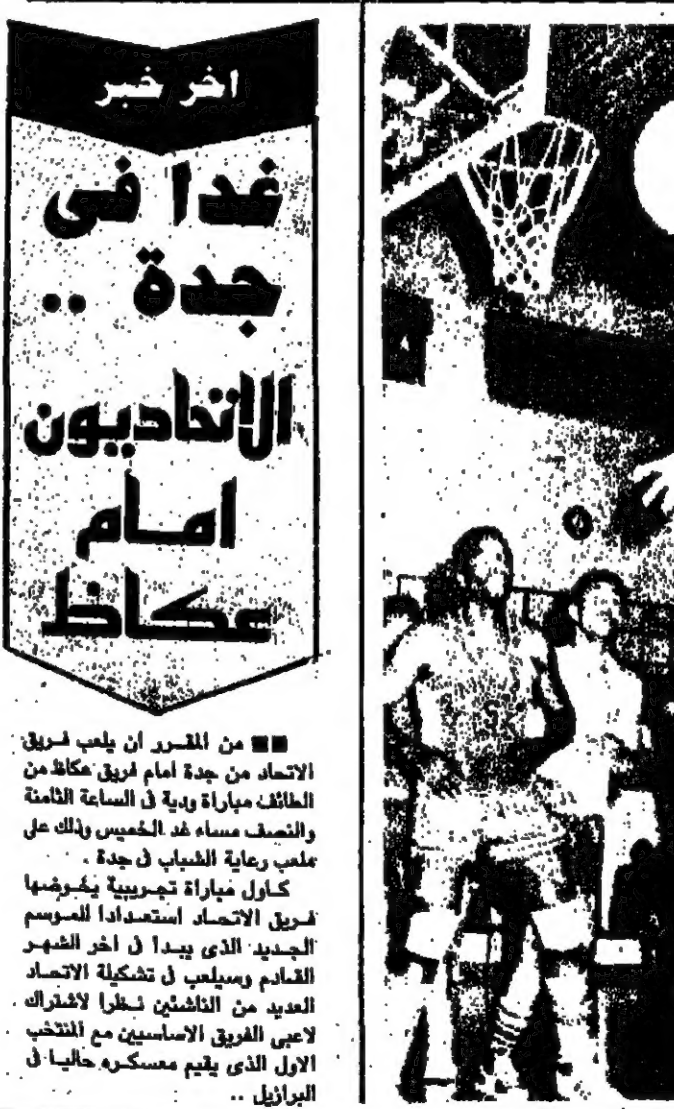 اخر خبر
غدا فى
جدة ..
الاتحاديون
امام
عكاظ
■■ من المقرر ان يلعب فريق
الاتحاد من جدة امام فريق عكاظ من
الطائف مباراة ودية فى الساعة الثامنة
والنصف مساء غد الخميس وذلك على
ملعب رعاية الشباب فى جدة .
كاول مباراة تجريبية يخوضها
فريق الاتحاد استعدادا للموسم
الجديد الذى يبدأ فى اخر الشهر
القادم وسيلعب فى تشكيلة الاتحاد
العديد من الناشئين نظرا لاشتراك
لاعبى الفريق الاساسيين مع المنتخب
الاول الذى يقيم معسكره حاليا فى
البرازيل ..